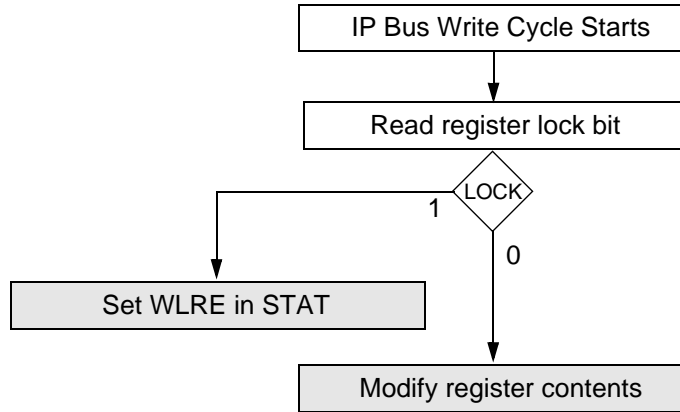 IP Bus Write Cycle Starts
Read register lock bit
LOCK
1
0
Set WLRE in STAT
Modify register contents